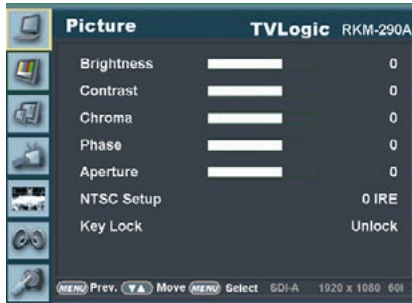 Picture TVLogic RKM-290A
Brightness 0
Contrast 0
Chroma 0
Phase 0
Aperture 0
NTSC Setup 0 IRE
Key Lock Unlock
MENU Prev. ▼▲ Move MENU Select SDI-A 1920 x 1080 60I